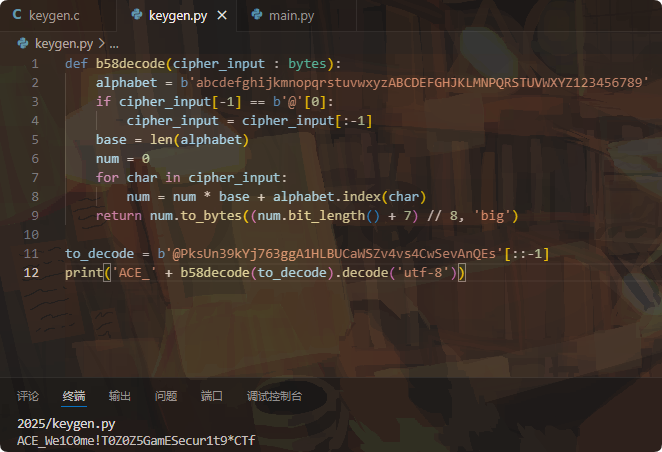 keygen.c keygen.py main.py
keygen.py > ...
1 def b58decode(cipher_input : bytes):
2 alphabet = b'abcdefghijkmnopqrstuvwxyzABCDEFGHJKLMNPQRSTUVWXYZ123456789'
3 if cipher_input[-1] == b'@'[0]:
4 cipher_input = cipher_input[:-1]
5 base = len(alphabet)
6 num = 0
7 for char in cipher_input:
8 num = num * base + alphabet.index(char)
9 return num.to_bytes((num.bit_length() + 7) // 8, 'big')
10
11 to_decode = b'@PksUn39kYj763ggA1HLBUCaWSZv4vs4CwSevAnQEs'[::-1]
12 print('ACE_' + b58decode(to_decode).decode('utf-8'))
评论 终端 输出 问题 端口 调试控制台
2025/keygen.py
ACE_We1C0me!T0Z0Z5GamESecur1t9*CTf